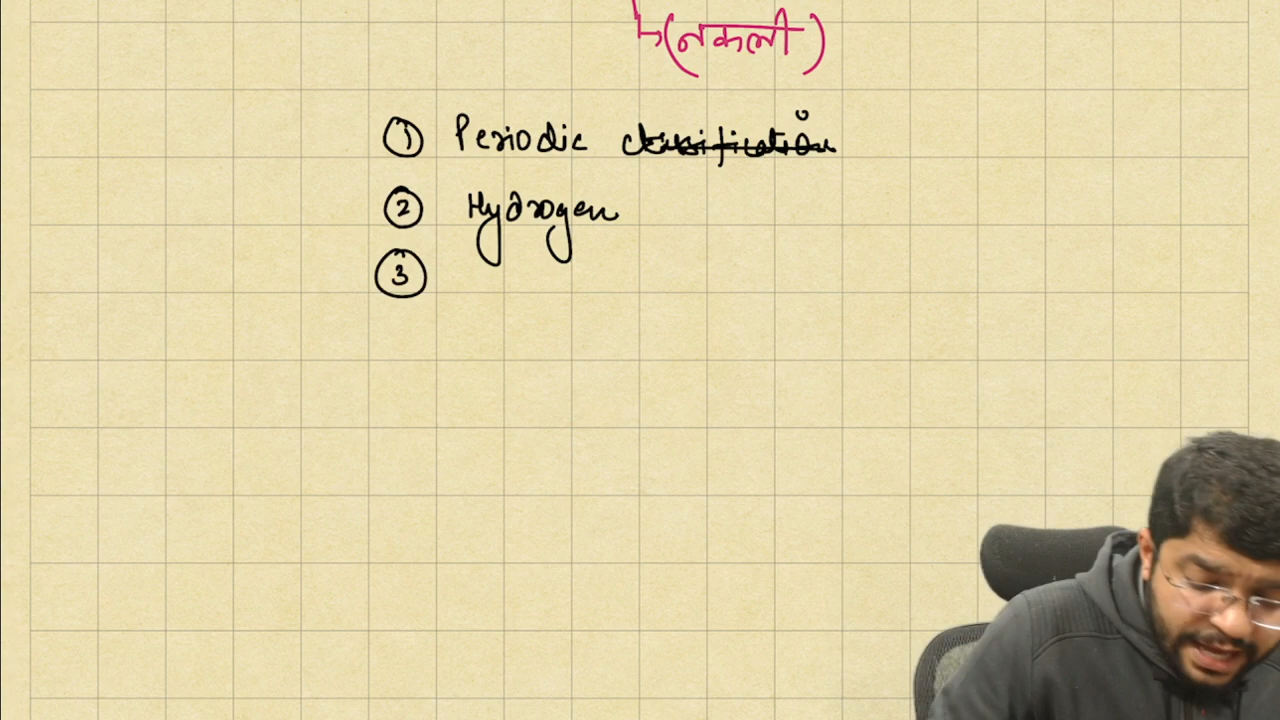 ↳(नकली)
① Periodic classification
② Hydrogen
③